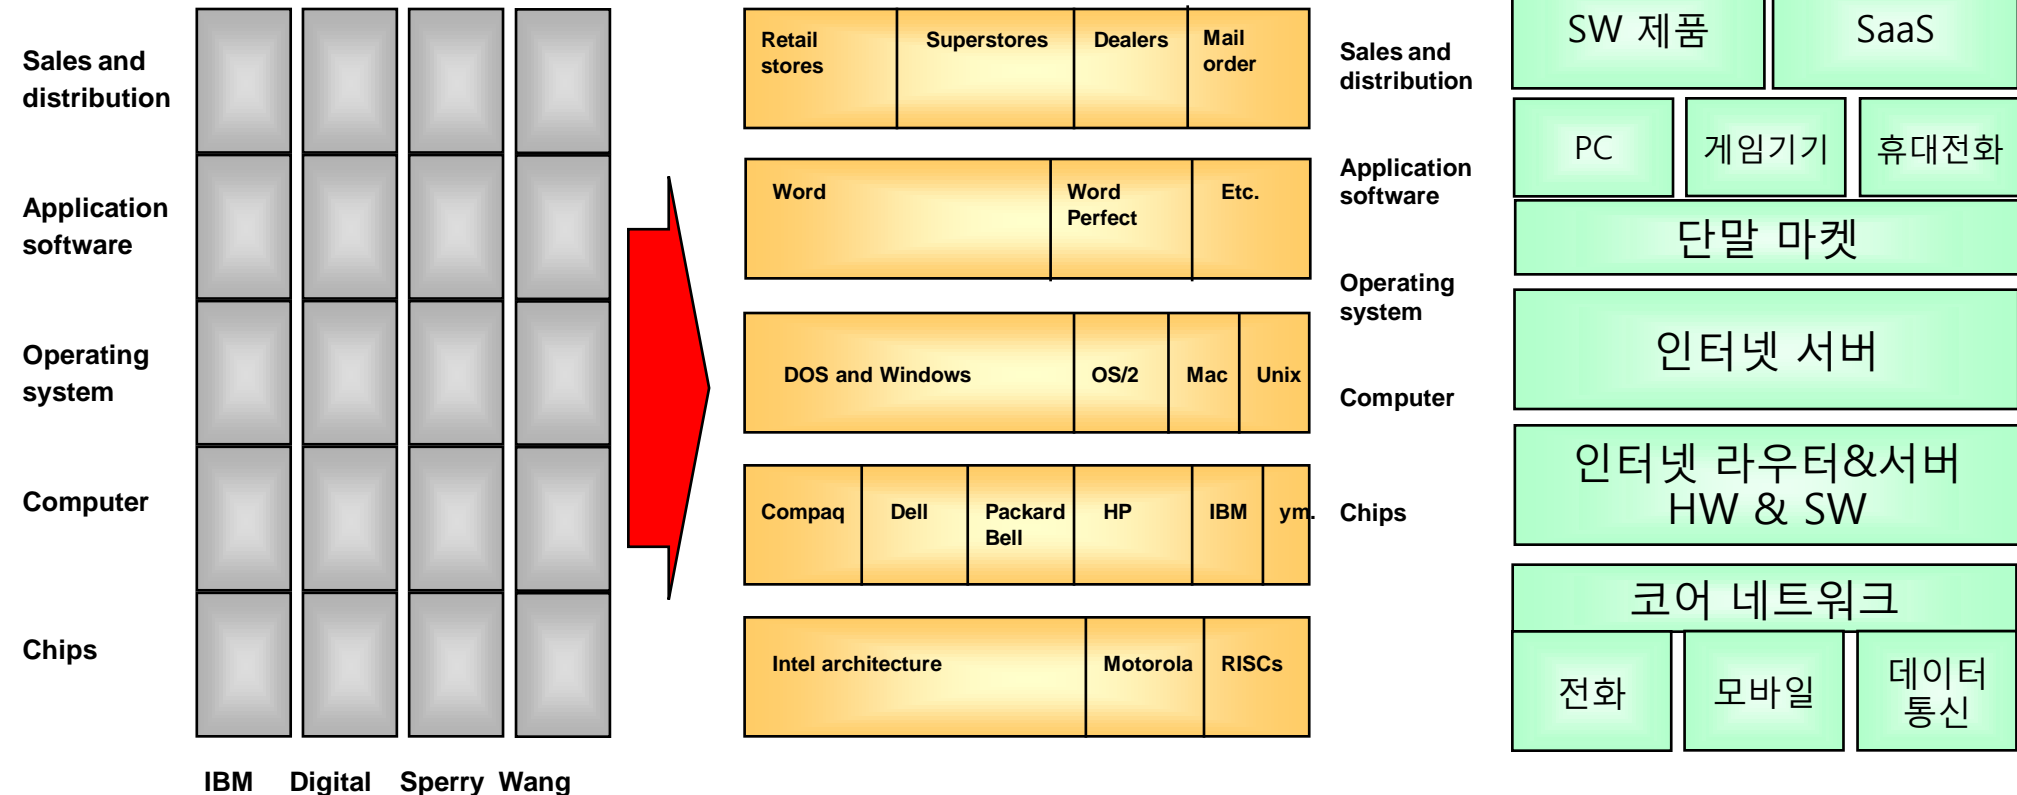 Sales and
distribution
Application
software
Operating
system
Computer
Chips
IBM Digital Sperry Wang
Retail
stores
Superstores
Dealers
Mail
order
Word
Word
Perfect
Etc.
DOS and Windows
OS/2
Mac
Unix
Compaq
Dell
Packard
Bell
HP
IBM
ym.
Intel architecture
Motorola
RISCs
Sales and
distribution
Application
software
Operating
system
Computer
Chips
SW 제품
SaaS
PC
게임기기
휴대전화
단말 마켓
인터넷 서버
인터넷 라우터&서버
HW & SW
코어 네트워크
전화
모바일
데이터
통신